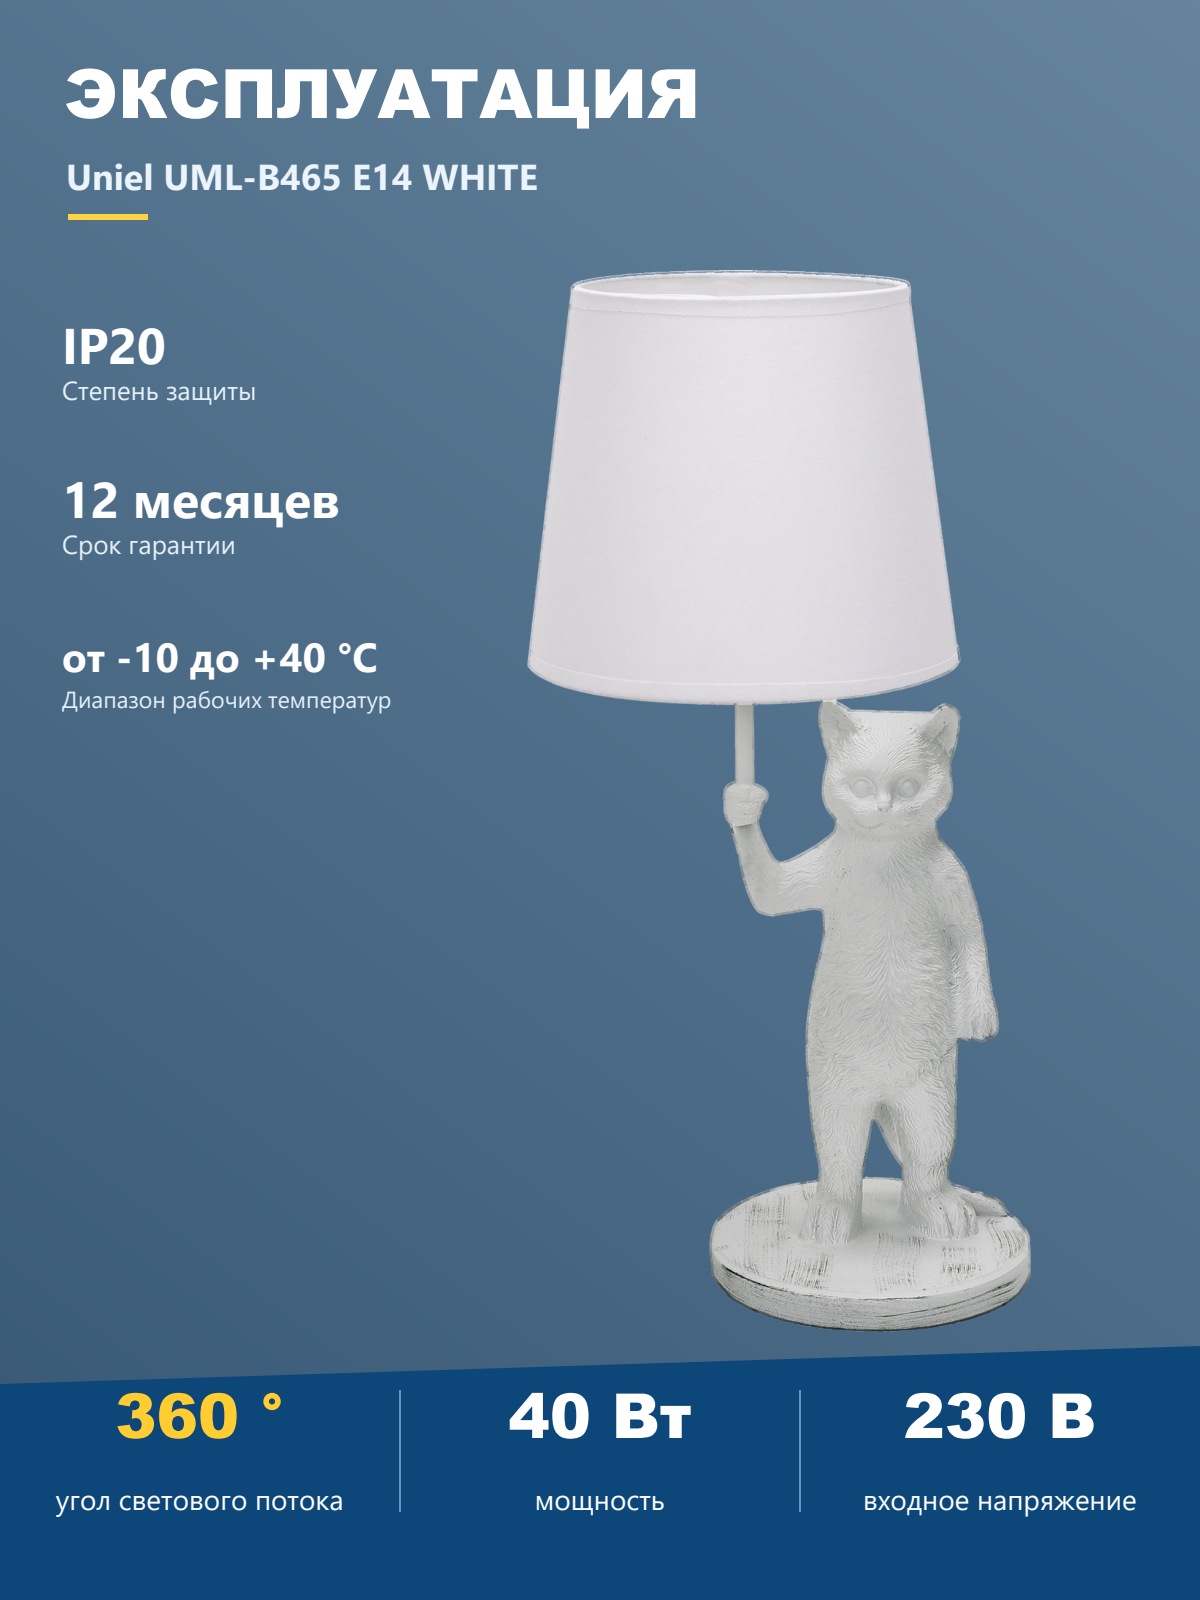 ЭКСПЛУАТАЦИЯ
Uniel UML-B465 E14 WHITE
IP20
Степень защиты
12 месяцев
Срок гарантии
от -10 до +40 °C
Диапазон рабочих температур
360 °
угол светового потока
40 Вт
мощность
230 В
входное напряжение